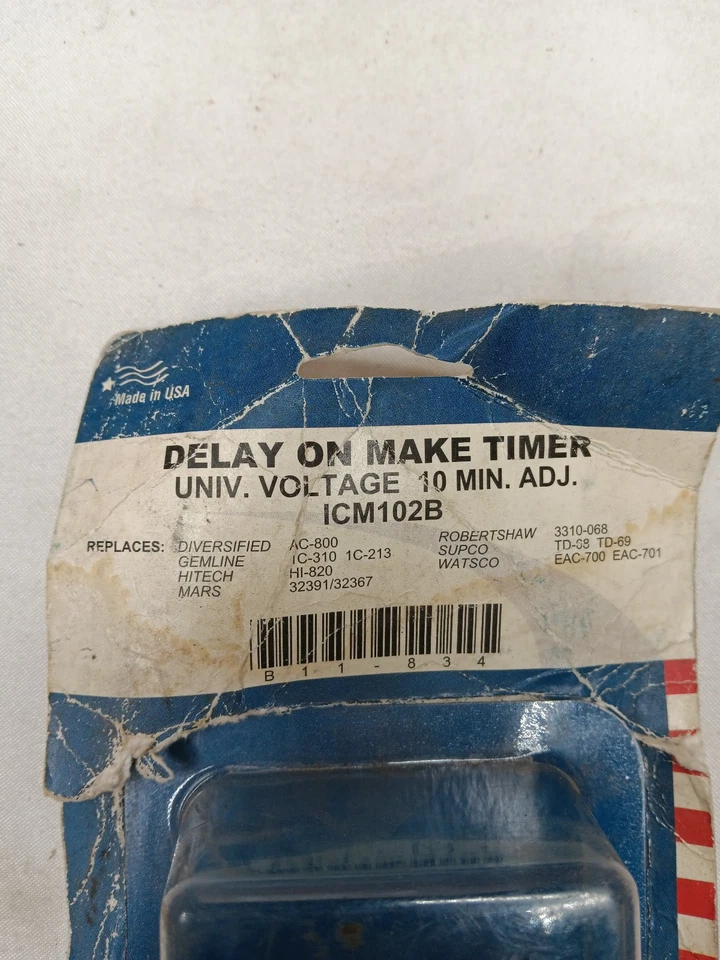 Made in USA
DELAY ON MAKE TIMER
UNIV. VOLTAGE 10 MIN. ADJ.
ICM102B
REPLACES: DIVERSIFIED AC-800 ROBERTSHAW 3310-068
GEMLINE 1C-310 1C-213 SUPCO TD-68 TD-69
HITECH HI-820 WATSCO EAC-700 EAC-701
MARS 32391/32367
B11-834